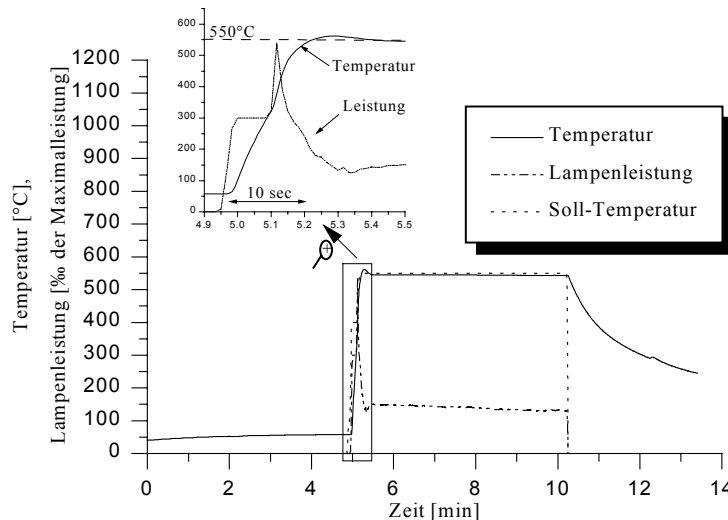 550°C
600
500
400
300
200
100
0
Temperatur
Leistung
10 sec
4.9 5.0 5.1 5.2 5.3 5.4 5.5
Temperatur [°C],
Lampenleistung [‰ der Maximalleistung]
1200
1100
1000
900
800
700
600
500
400
300
200
100
0
Temperatur
Lampenleistung
Soll-Temperatur
0 2 4 6 8 10 12 14
Zeit [min]